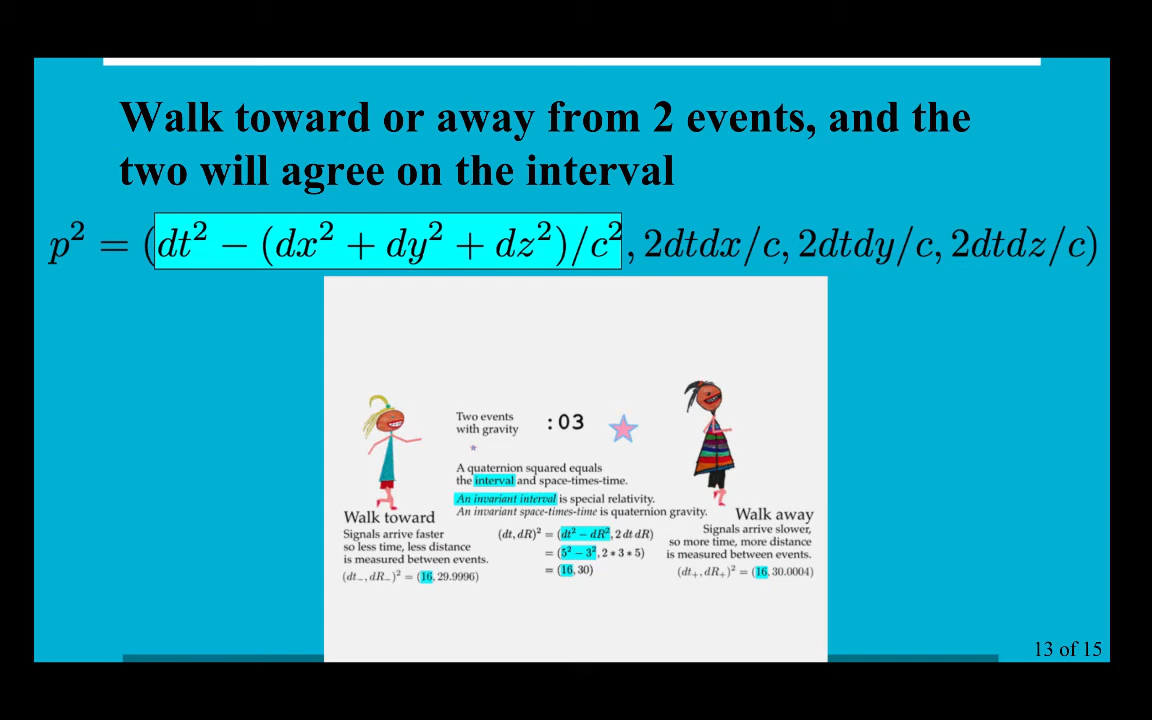 Walk toward or away from 2 events, and the
two will agree on the interval
p² = (dt² − (dx² + dy² + dz²)/c², 2dtdx/c, 2dtdy/c, 2dtdz/c)
Two events
with gravity
:03
*
A quaternion squared equals
the interval and space-times-time.
An invariant interval is special relativity.
An invariant space-times-time is quaternion gravity.
(dt, dR)² = (dt² − dR², 2 dt dR)
= (5² − 3², 2 * 3 * 5)
= (16, 30)
Walk toward
Signals arrive faster
so less time, less distance
is measured between events.
(dt₋, dR₋)² = (16, 29.9996)
Walk away
Signals arrive slower,
so more time, more distance
is measured between events.
(dt₊, dR₊)² = (16, 30.0004)
13 of 15